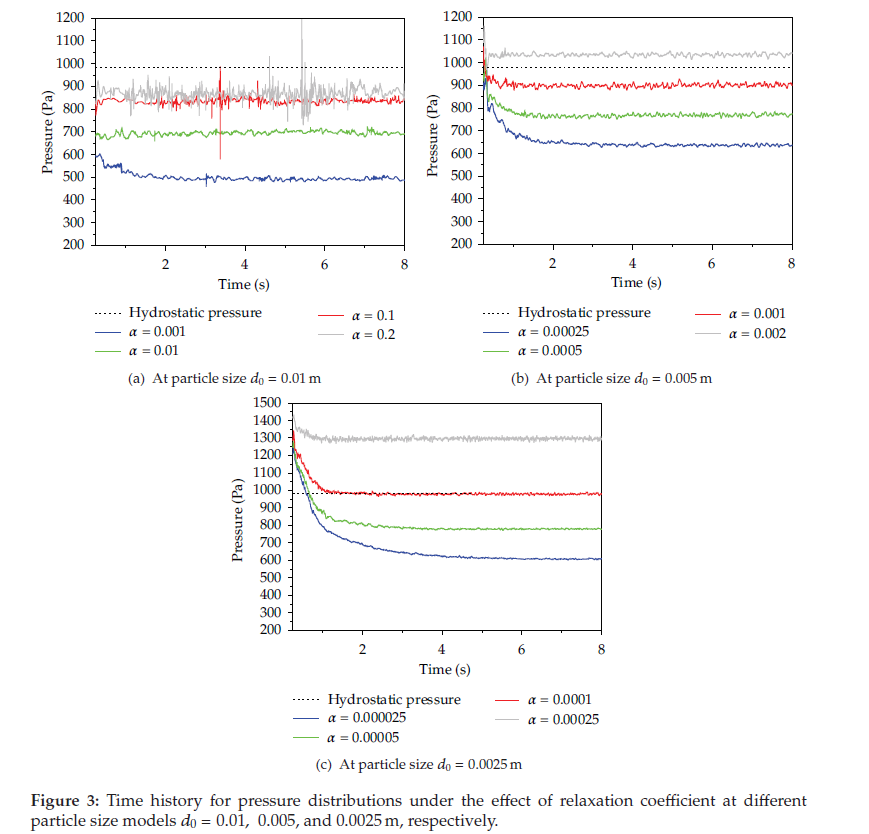 1200
1100
1000
900
800
700
600
500
400
300
200
Pressure (Pa)
2 4 6 8
Time (s)
Hydrostatic pressure
α = 0.001
α = 0.01
α = 0.1
α = 0.2
(a) At particle size d0 = 0.01 m
1200
1100
1000
900
800
700
600
500
400
300
200
Pressure (Pa)
2 4 6 8
Time (s)
Hydrostatic pressure
α = 0.00025
α = 0.0005
α = 0.001
α = 0.002
(b) At particle size d0 = 0.005 m
1500
1400
1300
1200
1100
1000
900
800
700
600
500
400
300
200
Pressure (Pa)
2 4 6 8
Time (s)
Hydrostatic pressure
α = 0.000025
α = 0.00005
α = 0.0001
α = 0.00025
(c) At particle size d0 = 0.0025 m
Figure 3: Time history for pressure distributions under the effect of relaxation coefficient at different
particle size models d0 = 0.01, 0.005, and 0.0025 m, respectively.